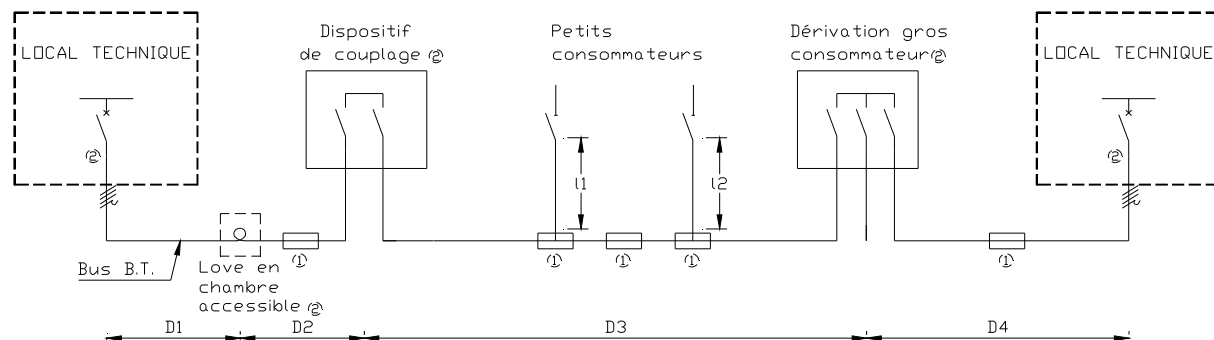 LOCAL TECHNIQUE
Dispositif
de couplage ②
Petits
consommateurs
Dérivation gros
consommateur②
LOCAL TECHNIQUE
②
②
l1
l2
①
①
①
①
①
Bus B.T.
Love en
chambre
accessible ②
D1
D2
D3
D4